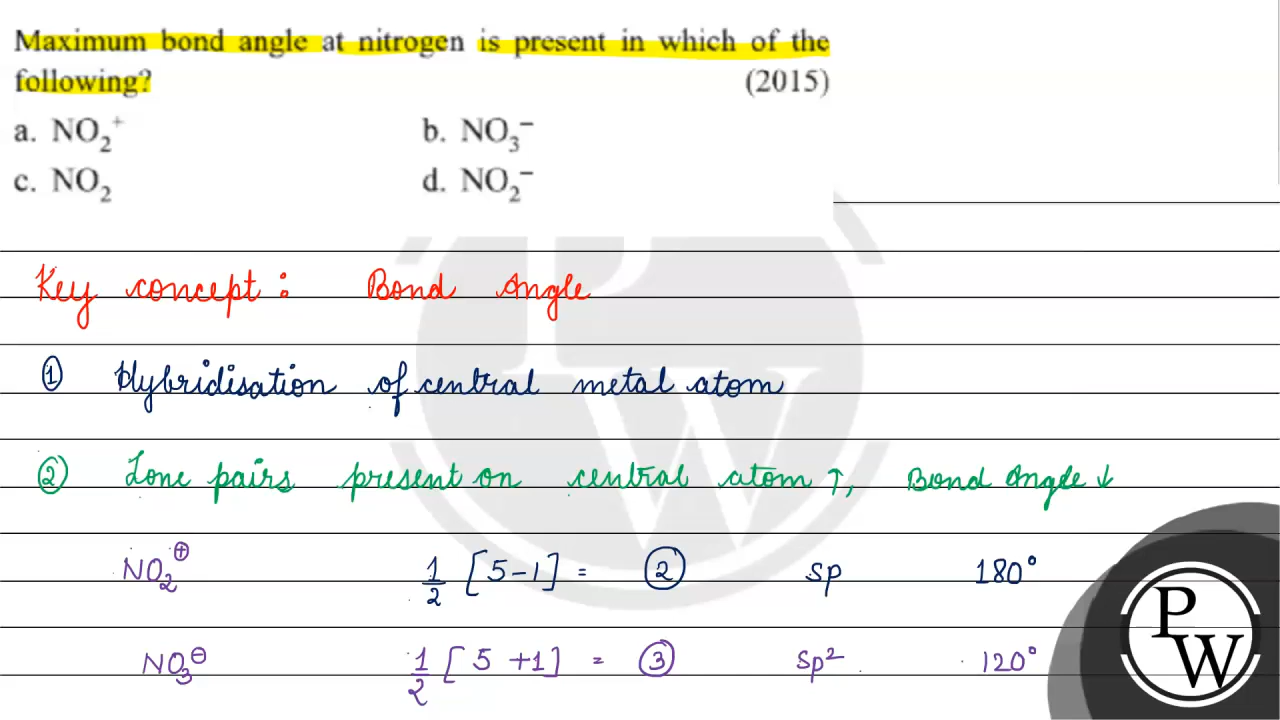 Maximum bond angle at nitrogen is present in which of the
following? (2015)
a. NO₂⁺ b. NO₃⁻
c. NO₂ d. NO₂⁻
Key concept: Bond Angle
① Hybridisation of central metal atom
② Lone pairs present on central atom ↑, Bond Angle ↓
NO₂⊕ 1/2 [5-1] = ② sp 180°
NO₃⊖ 1/2 [5 +1] = ③ sp² 120°
PW
PW